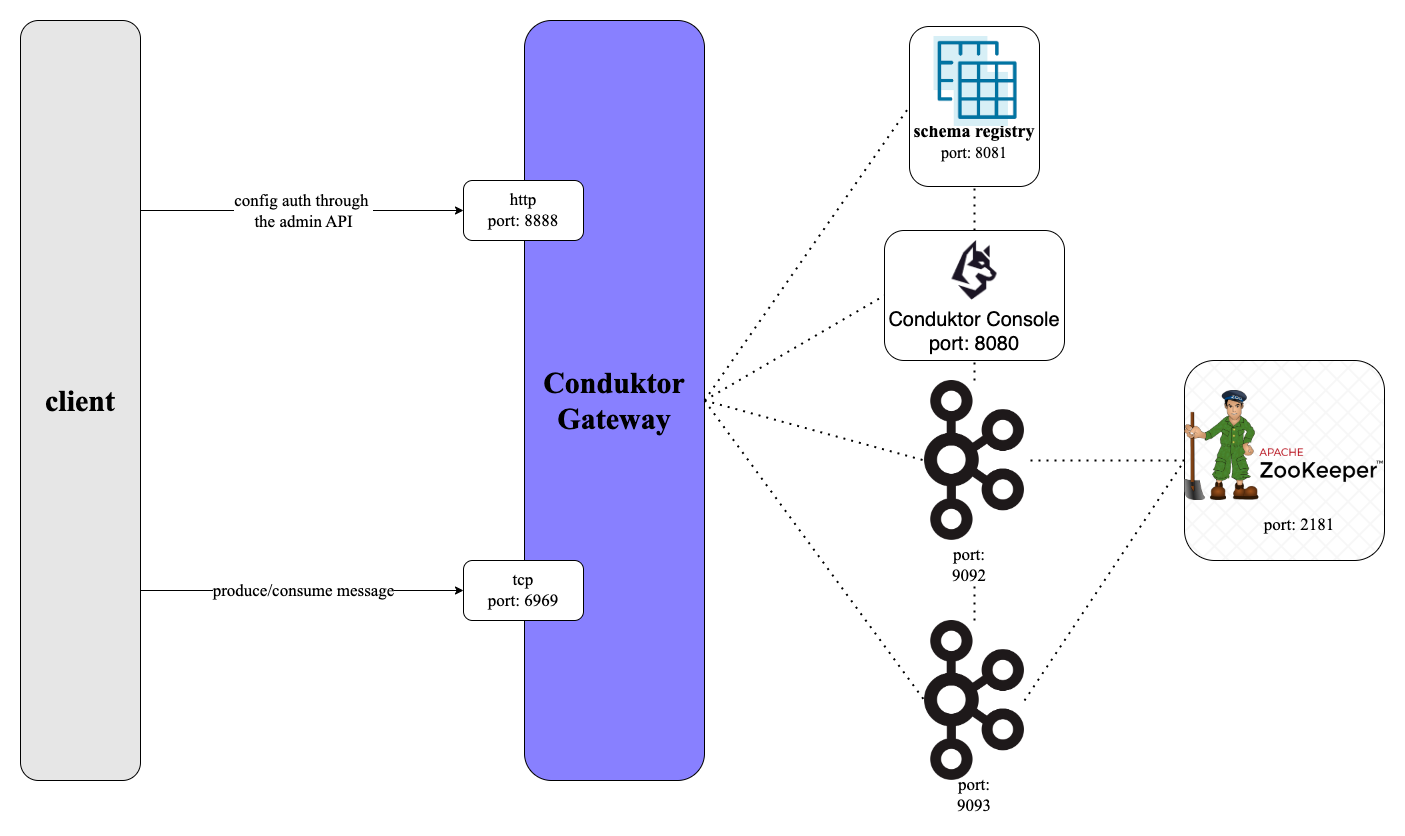 client
config auth through
the admin API
produce/consume message
http
port: 8888
Conduktor
Gateway
tcp
port: 6969
schema registry
port: 8081
Conduktor Console
port: 8080
port:
9092
port:
9093
ZOO
APACHE
ZooKeeper™
port: 2181